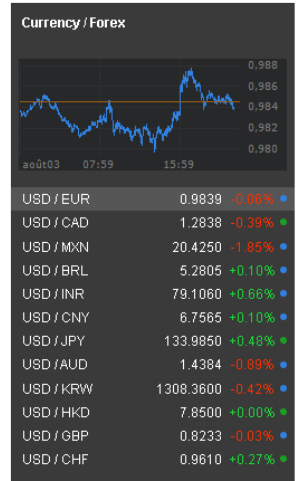 Currency / Forex
0,988
0,986
0,984
0,982
0,980
août03 07:59 15:59
USD / EUR 0.9839 -0.06%
USD / CAD 1.2838 -0.39%
USD / MXN 20.4250 -1.85%
USD / BRL 5.2805 +0.10%
USD / INR 79.1060 +0.66%
USD / CNY 6.7565 +0.10%
USD / JPY 133.9850 +0.48%
USD / AUD 1.4384 -0.89%
USD / KRW 1308.3600 -0.42%
USD / HKD 7.8500 +0.00%
USD / GBP 0.8233 -0.03%
USD / CHF 0.9610 +0.27%